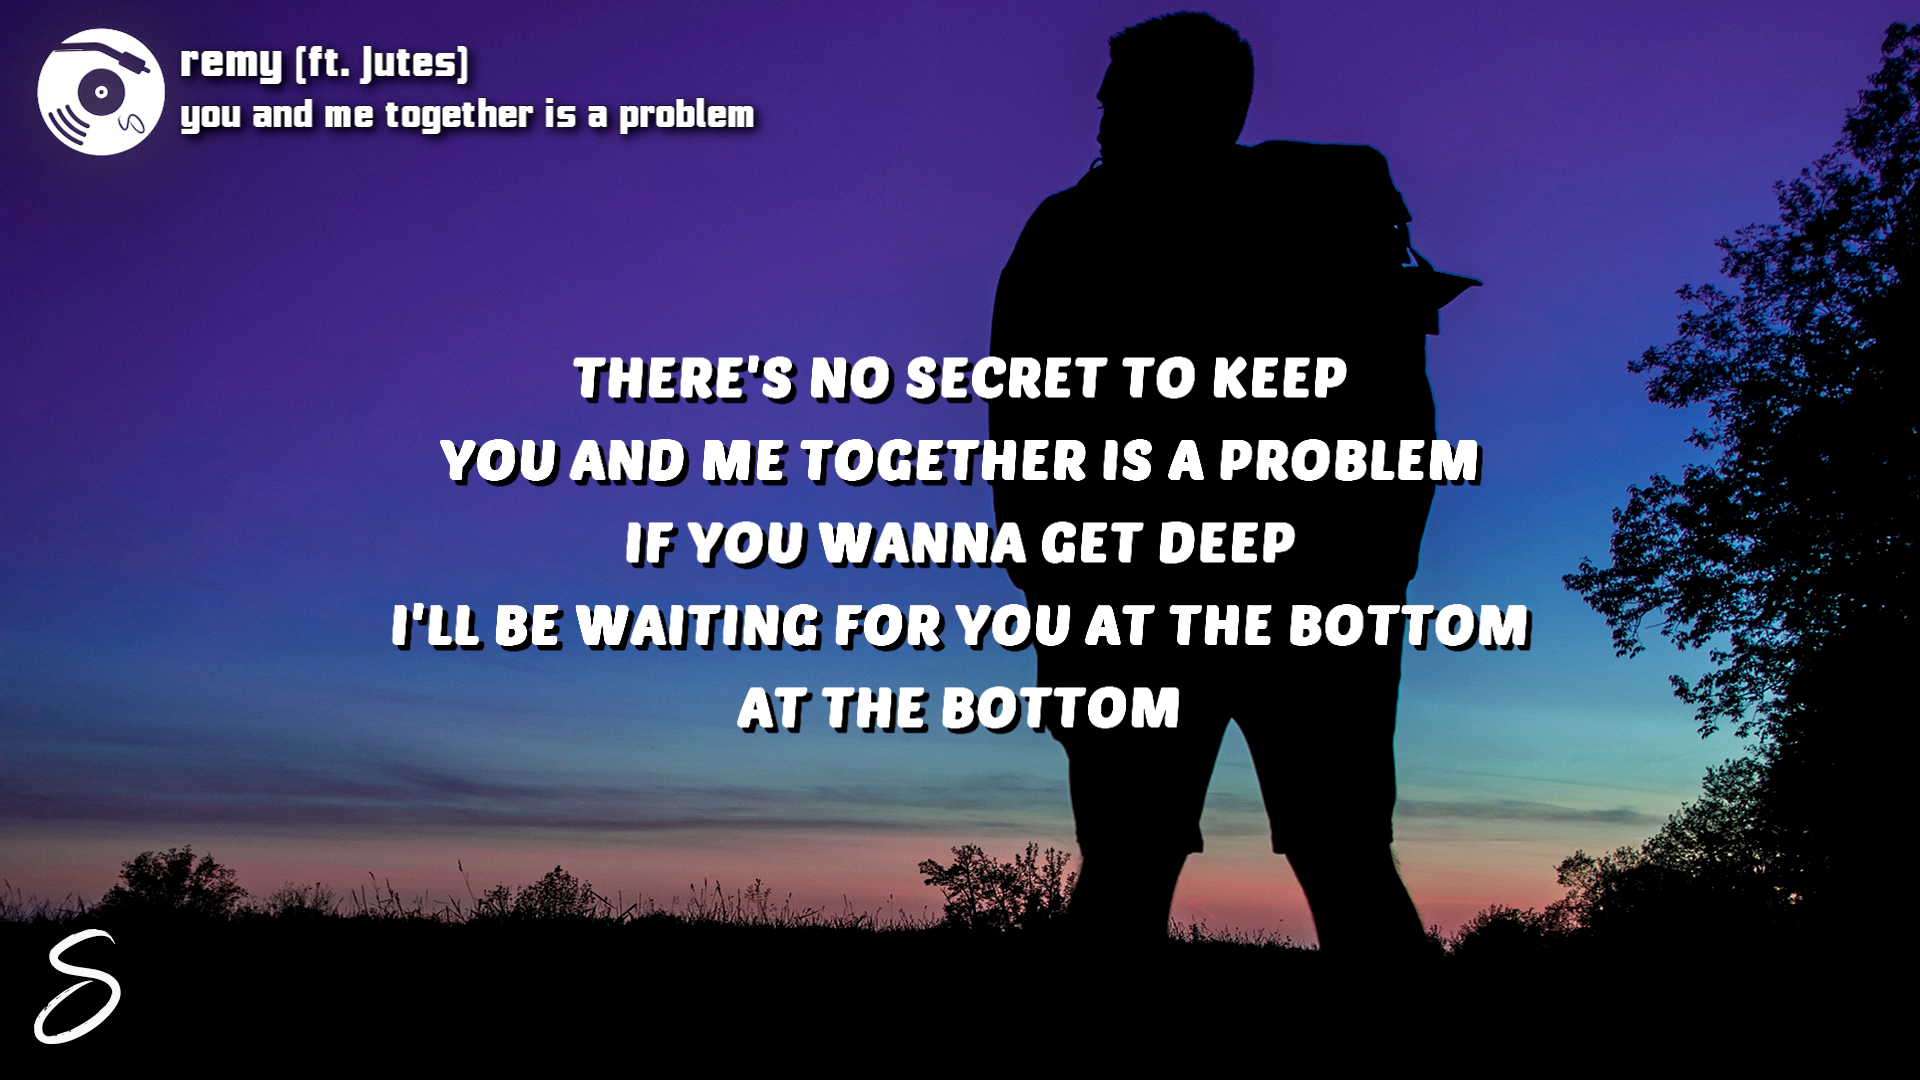 remy (ft. Jutes)
you and me together is a problem
THERE'S NO SECRET TO KEEP
YOU AND ME TOGETHER IS A PROBLEM
IF YOU WANNA GET DEEP
I'LL BE WAITING FOR YOU AT THE BOTTOM
AT THE BOTTOM
S